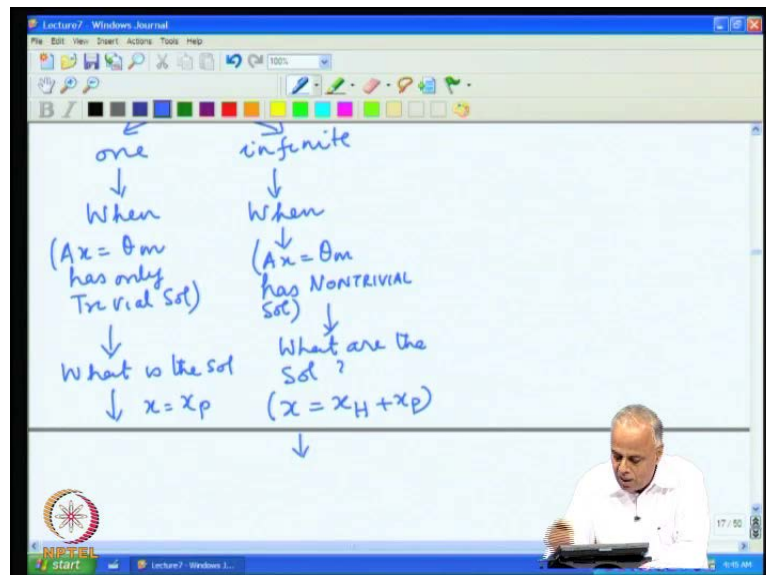 Lecture7 - Windows Journal
File Edit View Insert Actions Tools Help
100%
B I
one infinite
When When
(Ax = θm (Ax = θm
has only has NONTRIVIAL
Trivial Sol) Sol)
What is the Sol What are the
Sol ?
x = xp (x = xH + xp)
17 / 50
NPTEL
start Lecture7 - Windows J... 4:45 AM